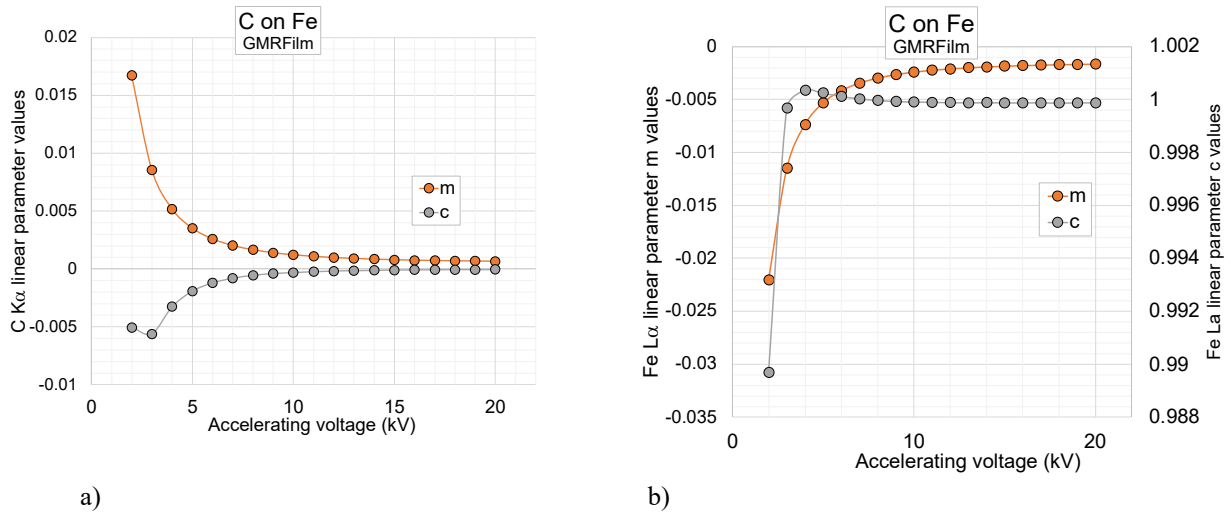 C on Fe
GMRFilm
0.02
0.015
0.01
0.005
0
-0.005
-0.01
C Kα linear parameter values
m
c
0
5
10
15
20
Accelerating voltage (kV)
a)
C on Fe
GMRFilm
0
-0.005
-0.01
-0.015
-0.02
-0.025
-0.03
-0.035
Fe Lα linear parameter m values
m
c
1.002
1
0.998
0.996
0.994
0.992
0.99
0.988
Fe La linear parameter c values
0
10
20
Accelerating voltage (kV)
b)